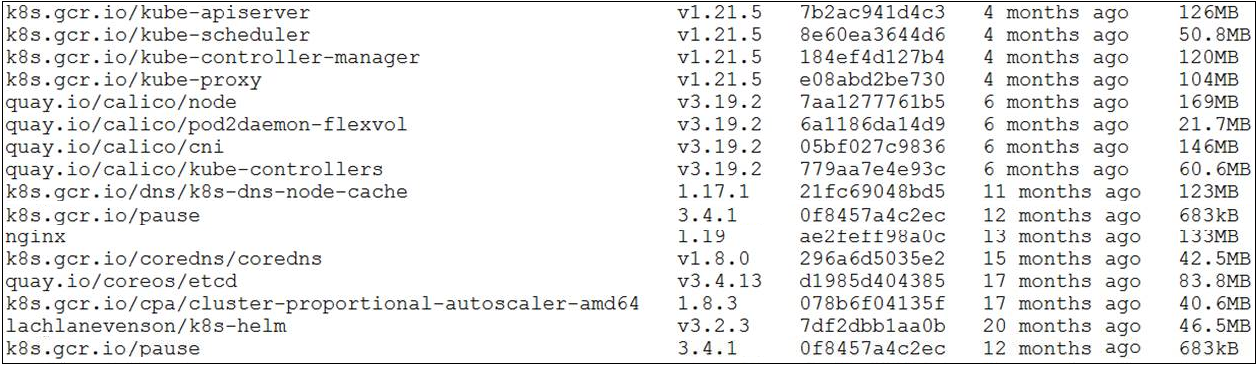 k8s.gcr.io/kube-apiserver v1.21.5 7b2ac941d4c3 4 months ago 126MB
k8s.gcr.io/kube-scheduler v1.21.5 8e60ea3644d6 4 months ago 50.8MB
k8s.gcr.io/kube-controller-manager v1.21.5 184ef4d127b4 4 months ago 120MB
k8s.gcr.io/kube-proxy v1.21.5 e08abd2be730 4 months ago 104MB
quay.io/calico/node v3.19.2 7aa1277761b5 6 months ago 169MB
quay.io/calico/pod2daemon-flexvol v3.19.2 6a1186da14d9 6 months ago 21.7MB
quay.io/calico/cni v3.19.2 05bf027c9836 6 months ago 146MB
quay.io/calico/kube-controllers v3.19.2 779aa7e4e93c 6 months ago 60.6MB
k8s.gcr.io/dns/k8s-dns-node-cache 1.17.1 21fc69048bd5 11 months ago 123MB
k8s.gcr.io/pause 3.4.1 0f8457a4c2ec 12 months ago 683kB
nginx 1.19 ae2feff98a0c 13 months ago 133MB
k8s.gcr.io/coredns/coredns v1.8.0 296a6d5035e2 15 months ago 42.5MB
quay.io/coreos/etcd v3.4.13 d1985d404385 17 months ago 83.8MB
k8s.gcr.io/cpa/cluster-proportional-autoscaler-amd64 1.8.3 078b6f04135f 17 months ago 40.6MB
lachlanevenson/k8s-helm v3.2.3 7df2dbb1aa0b 20 months ago 46.5MB
k8s.gcr.io/pause 3.4.1 0f8457a4c2ec 12 months ago 683kB